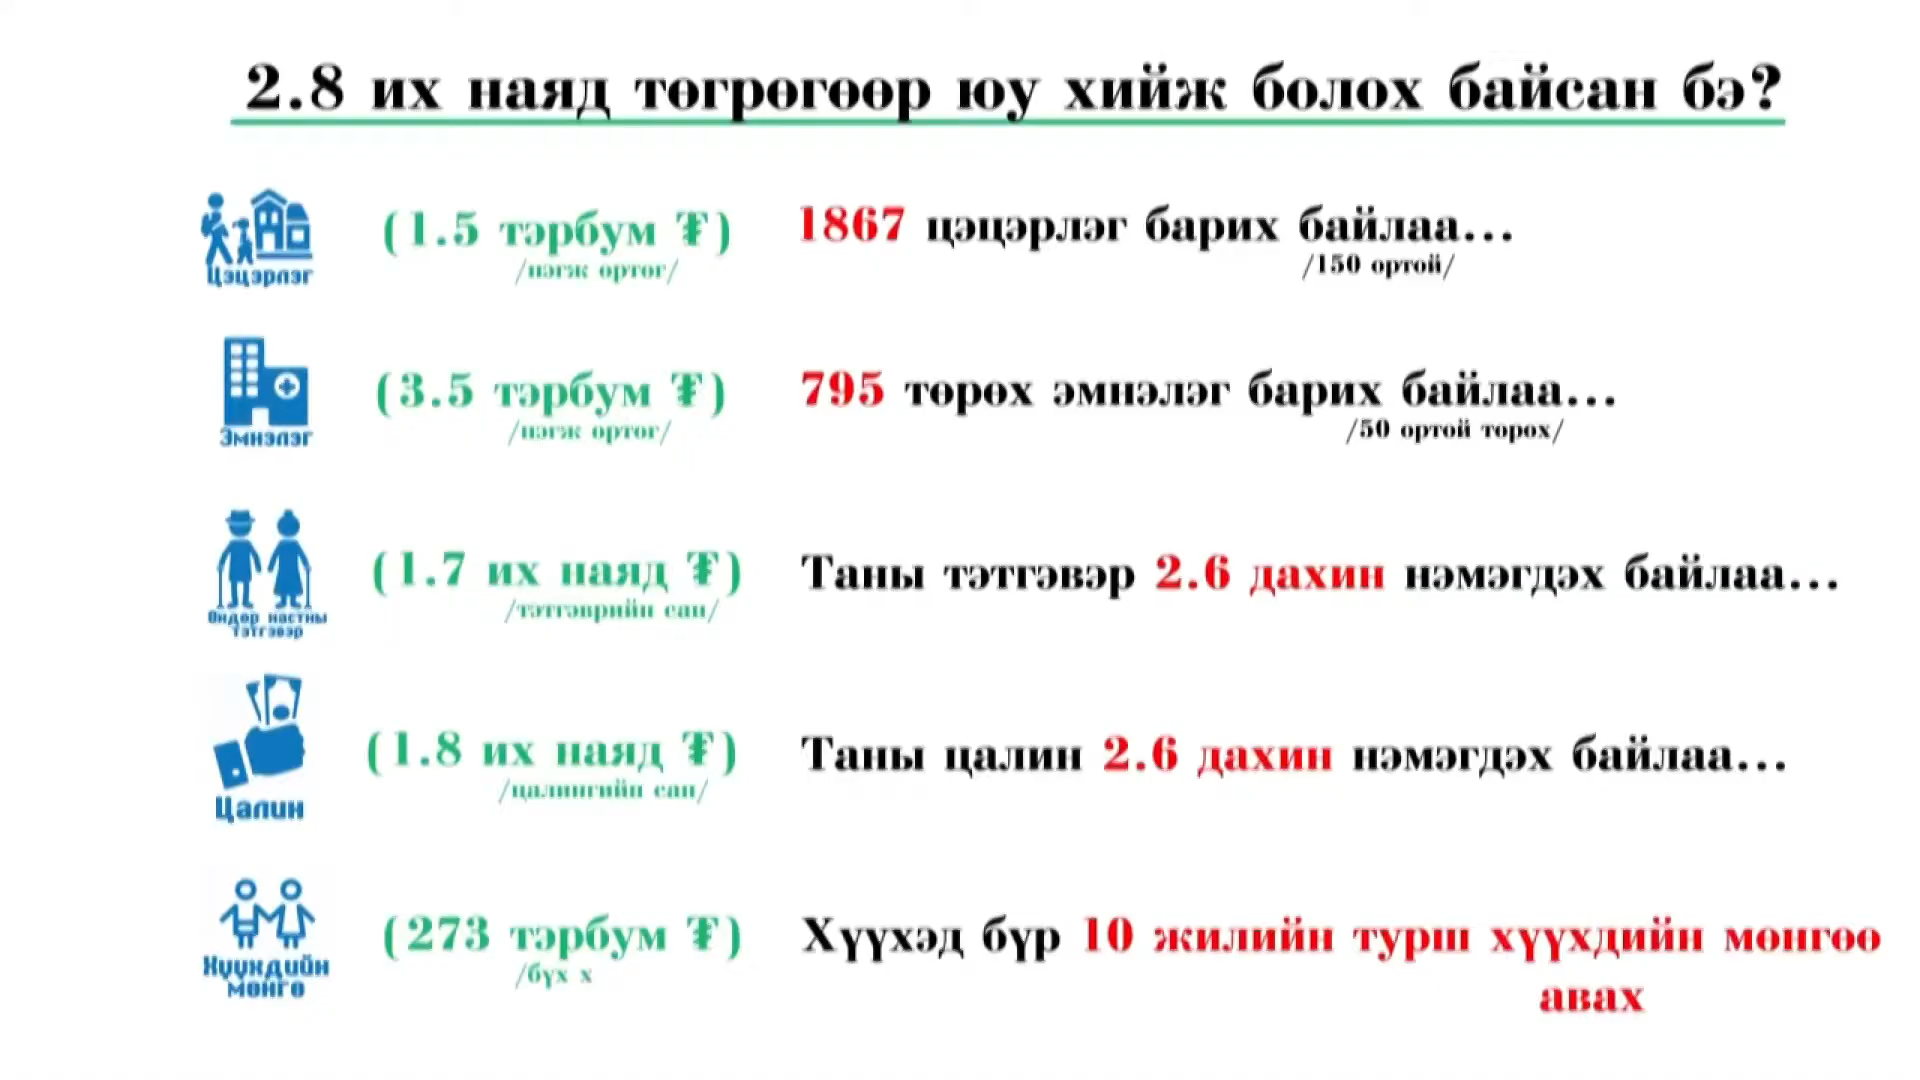 2.8 их наяд төгрөгөөр юу хийж болох байсан бэ?
Цэцэрлэг
(1.5 тэрбум ₮)
/нэгж өртөг/
1867 цэцэрлэг барих байлаа...
/150 ортой/
Эмнэлэг
(3.5 тэрбум ₮)
/нэгж өртөг/
795 төрөх эмнэлэг барих байлаа...
/50 ортой төрөх/
Өндөр настны
тэтгэвэр
(1.7 их наяд ₮)
/тэтгэврийн сан/
Таны тэтгэвэр 2.6 дахин нэмэгдэх байлаа...
Цалин
(1.8 их наяд ₮)
/цалингийн сан/
Таны цалин 2.6 дахин нэмэгдэх байлаа...
Хүүхдийн
мөнгө
(273 тэрбум ₮)
/бүх х
Хүүхэд бүр 10 жилийн турш хүүхдийн мөнгөө
авах